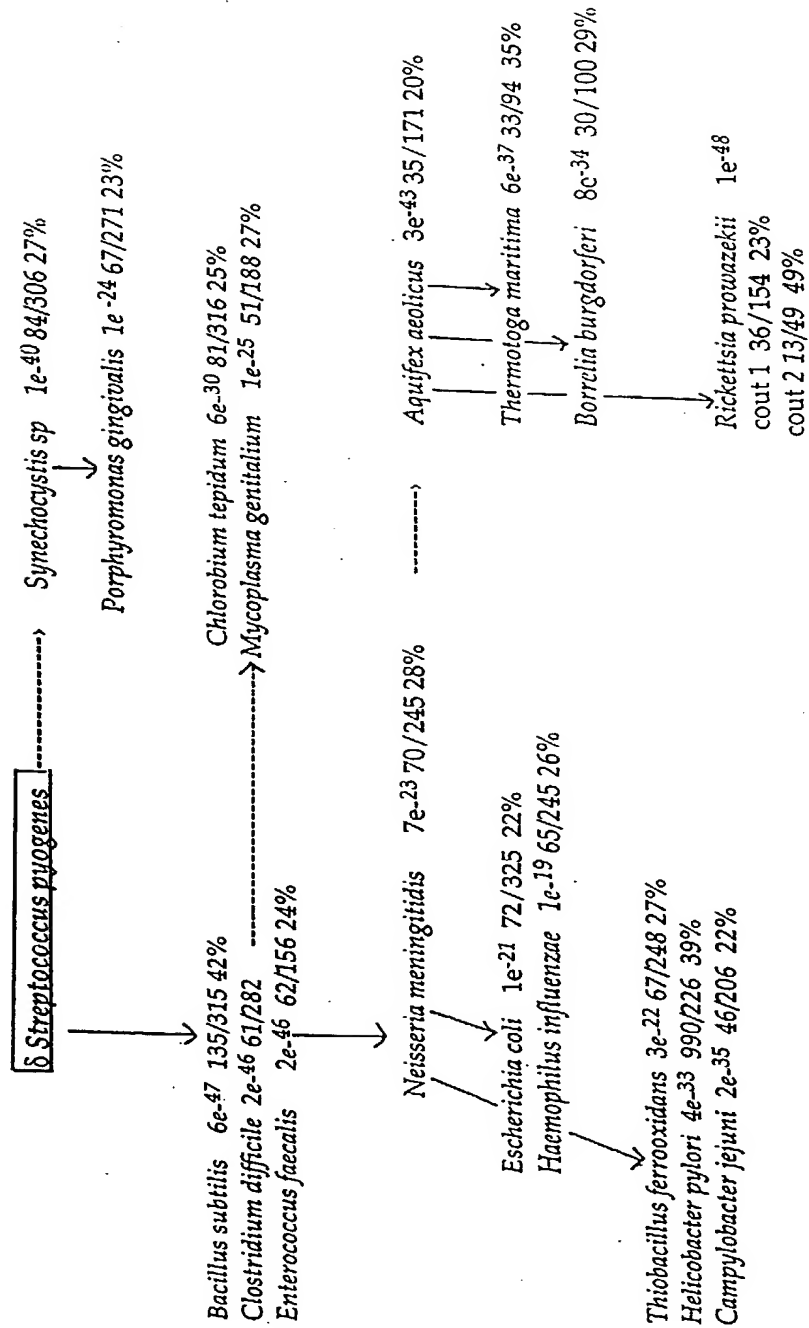 δ Streptococcus pyogenes
Synechocystis sp 1e-40 84/306 27%
Porphyromonas gingivalis 1e-24 67/271 23%
Bacillus subtilis 6e-47 135/315 42%
Clostridium difficile 2e-46 61/282
Enterococcus faecalis 2e-46 62/156 24%
Chlorobium tepidum 6e-30 81/316 25%
Mycoplasma genitalium 1e-25 51/188 27%
Neisseria meningitidis 7e-23 70/245 28%
Escherichia coli 1e-21 72/325 22%
Haemophilus influenzae 1e-19 65/245 26%
Thiobacillus ferrooxidans 3e-22 67/248 27%
Helicobacter pylori 4e-33 990/226 39%
Campylobacter jejuni 2e-35 46/206 22%
Aquifex aeolicus 3e-43 35/171 20%
Thermotoga maritima 6e-37 33/94 35%
Borrelia burgdorferi 8c-34 30/100 29%
Rickettsia prowazekii 1e-48
cout 1 36/154 23%
cout 2 13/49 49%